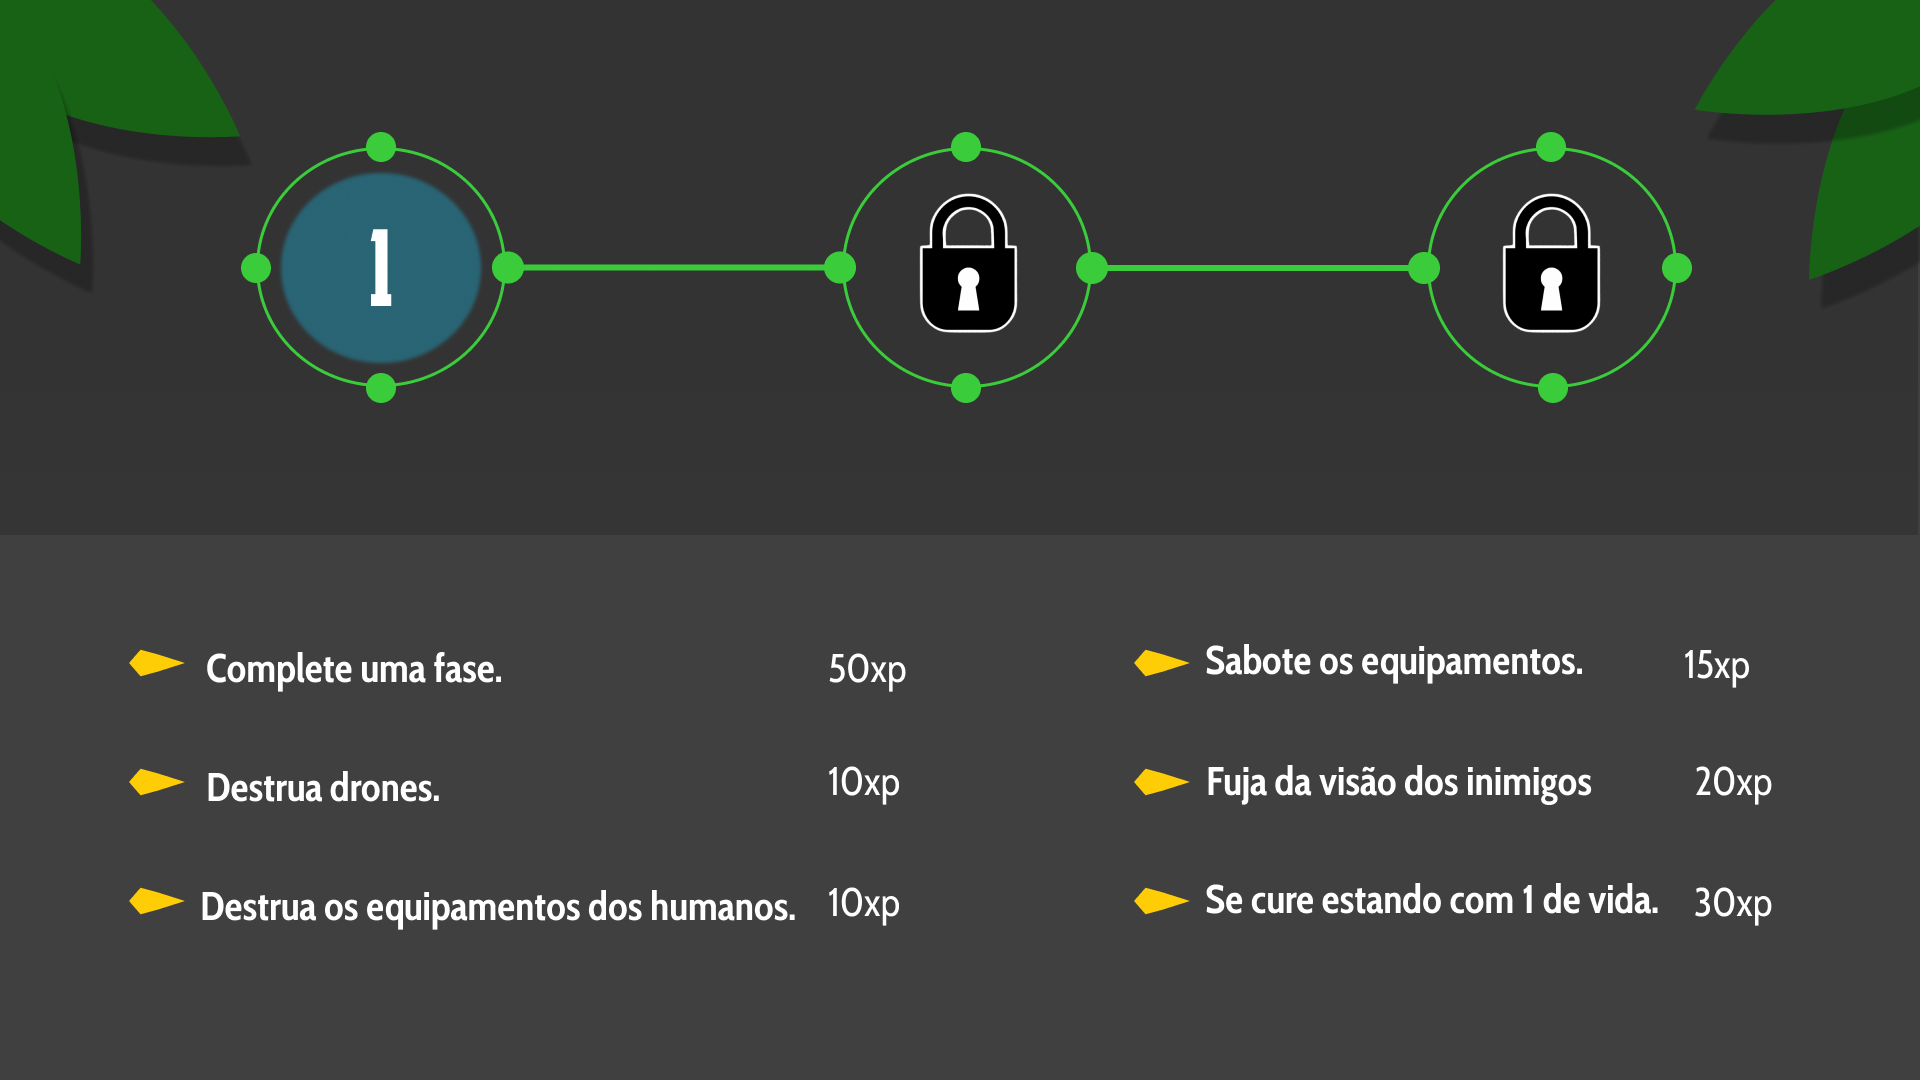 1
Complete uma fase. 50xp
Destrua drones. 10xp
Destrua os equipamentos dos humanos. 10xp
Sabote os equipamentos. 15xp
Fuja da visão dos inimigos 20xp
Se cure estando com 1 de vida. 30xp